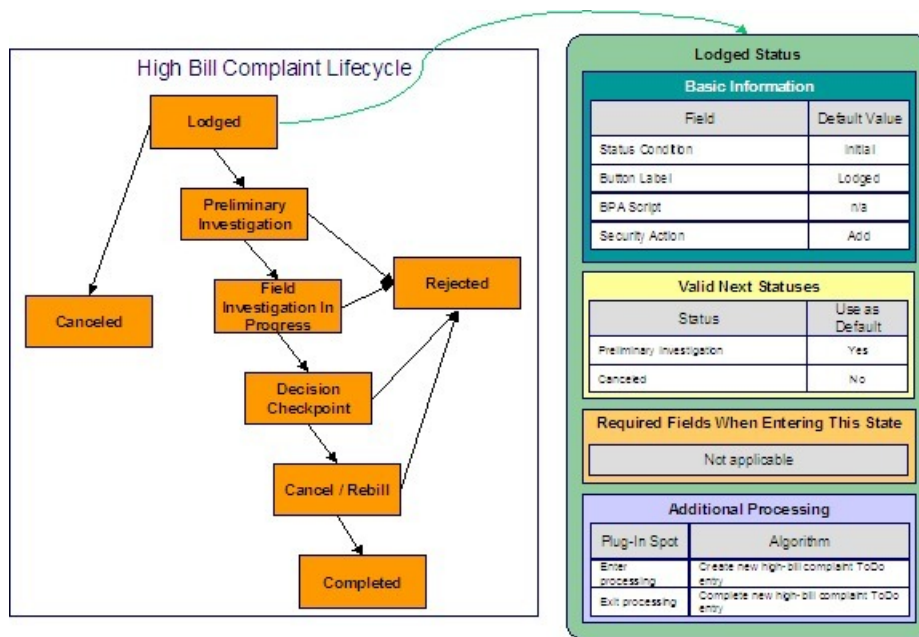 High Bill Complaint Lifecycle
Lodged
Preliminary
Investigation
Field
Investigation In
Progress
Rejected
Canceled
Decision
Checkpoint
Cancel / Rebill
Completed
Lodged Status
Basic Information
Field Default Value
Status Condition Initial
Button Label Lodged
BPA Script n/a
Security Action Add
Valid Next Statuses
Status Use as
Default
Preliminary Investigation Yes
Canceled No
Required Fields When Entering This State
Not applicable
Additional Processing
Plug-In Spot Algorithm
Enter
processing
Create new high-bill complaint ToDo
entry
Exit processing
Complete new high-bill complaint ToDo
entry